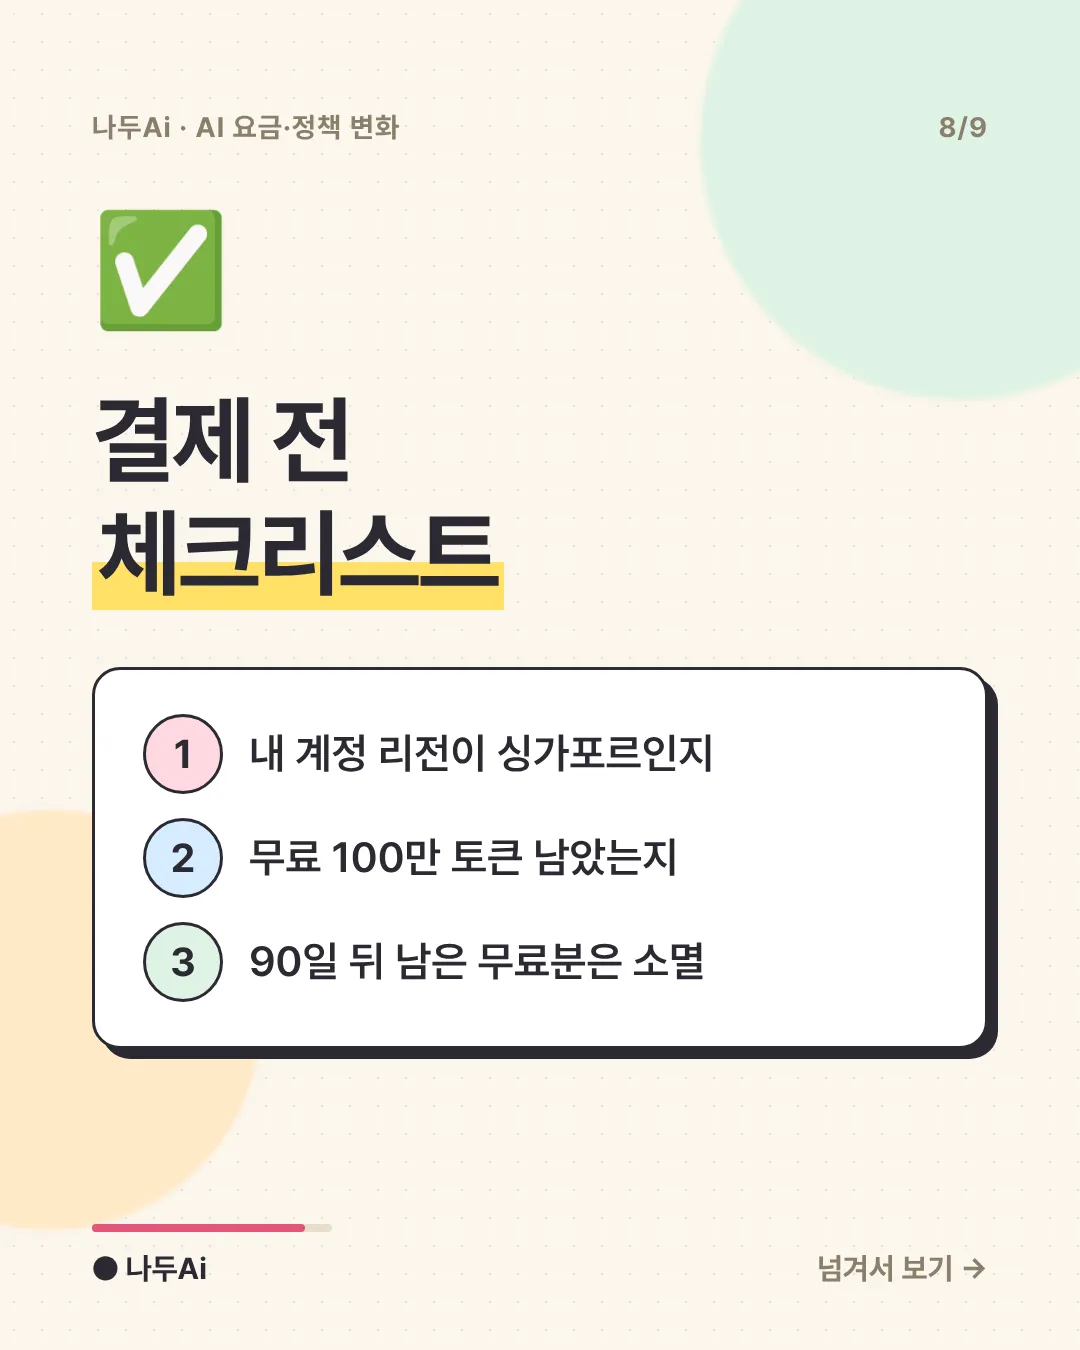 나두Ai · AI 요금·정책 변화
8/9
✅
결제 전
체크리스트
1 내 계정 리전이 싱가포르인지
2 무료 100만 토큰 남았는지
3 90일 뒤 남은 무료분은 소멸
● 나두Ai
넘겨서 보기 →